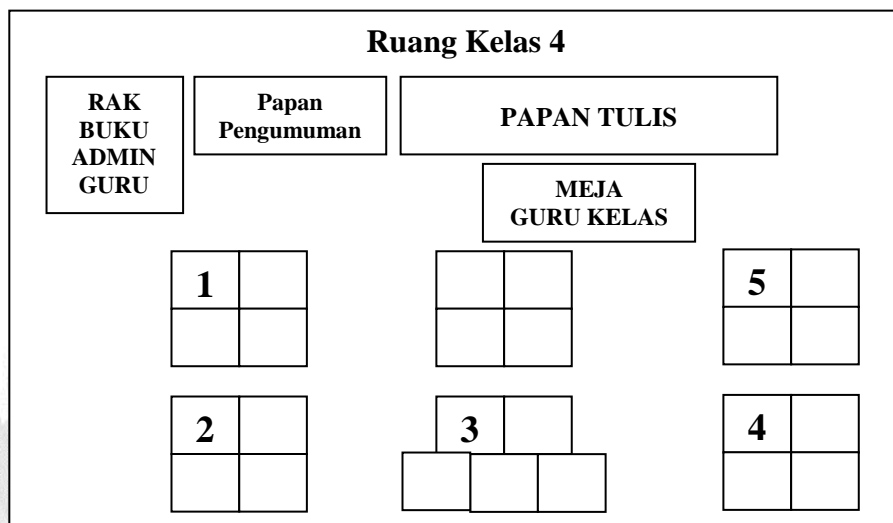 Ruang Kelas 4
RAK
BUKU
ADMIN
GURU
Papan
Pengumuman
PAPAN TULIS
MEJA
GURU KELAS
1
5
2
3
4